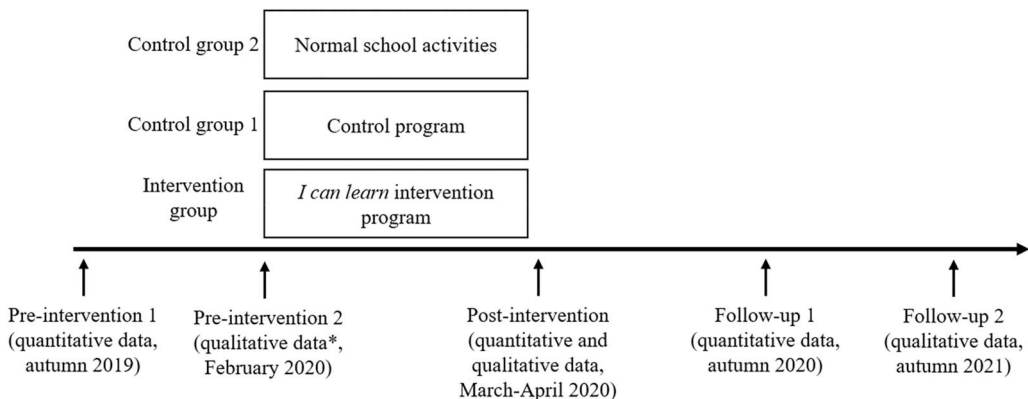 Control group 2
Normal school activities
Control group 1
Control program
Intervention
group
I can learn intervention
program
Pre-intervention 1
(quantitative data,
autumn 2019)
Pre-intervention 2
(qualitative data*,
February 2020)
Post-intervention
(quantitative and
qualitative data,
March-April 2020)
Follow-up 1
(quantitative data,
autumn 2020)
Follow-up 2
(qualitative data,
autumn 2021)